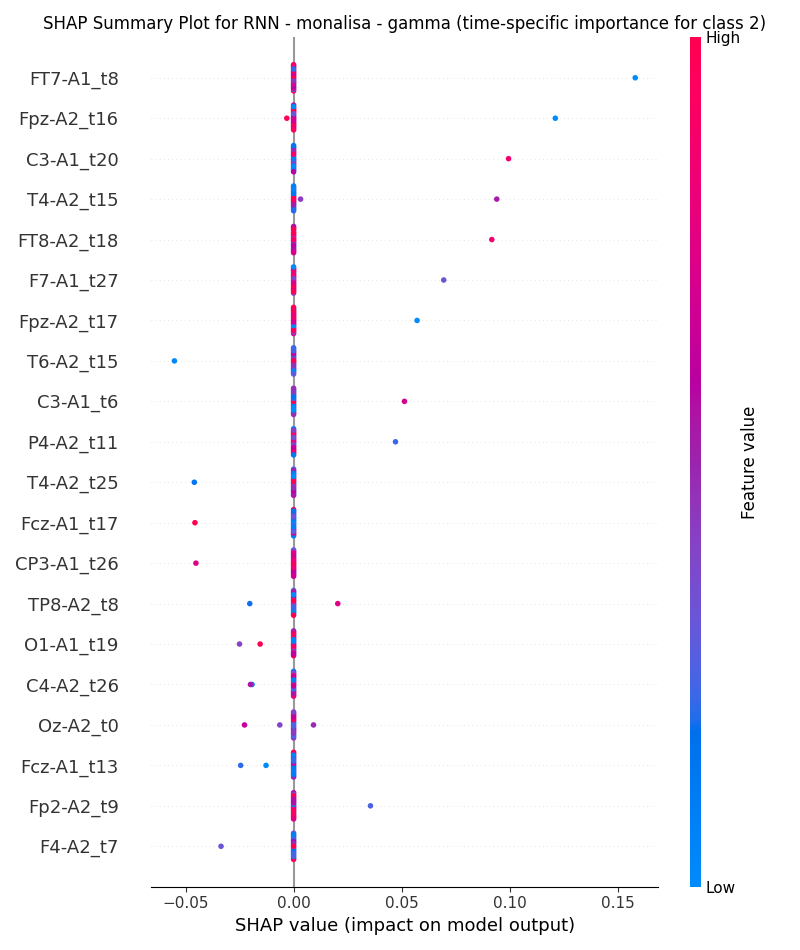 SHAP Summary Plot for RNN - monalisa - gamma (time-specific importance for class 2)
High
FT7-A1_t8
Fpz-A2_t16
C3-A1_t20
T4-A2_t15
FT8-A2_t18
F7-A1_t27
Fpz-A2_t17
T6-A2_t15
C3-A1_t6
P4-A2_t11
T4-A2_t25
Fcz-A1_t17
CP3-A1_t26
TP8-A2_t8
O1-A1_t19
C4-A2_t26
Oz-A2_t0
Fcz-A1_t13
Fp2-A2_t9
F4-A2_t7
Feature value
Low
−0.05 0.00 0.05 0.10 0.15
SHAP value (impact on model output)